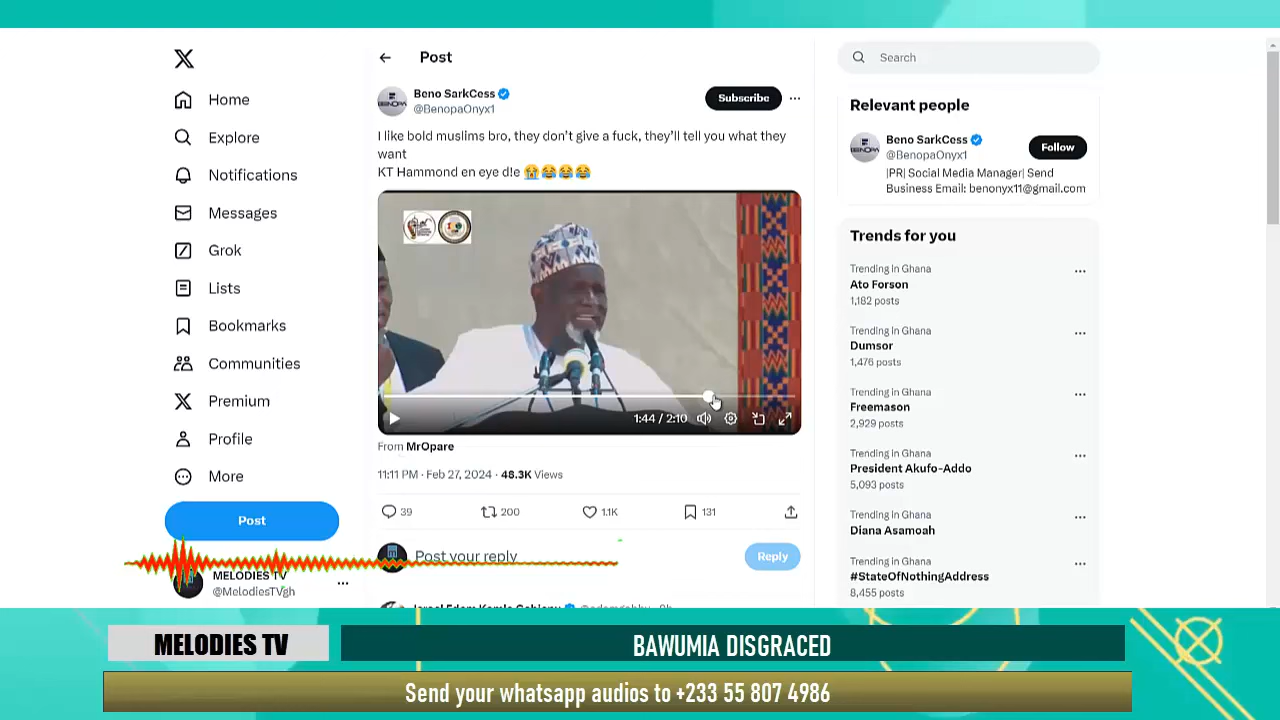 Home
Explore
Notifications
Messages
Grok
Lists
Bookmarks
Communities
Premium
Profile
More
Post
MELODIES TV
@MelodiesTVgh
Post
Beno SarkCess
@BenopaOnyx1
Subscribe
I like bold muslims bro, they don't give a fuck, they'll tell you what they
want
KT Hammond en eye d!e 😭😂😂😂
1:44 / 2:10
From MrOpare
11:11 PM · Feb 27, 2024 · 48.3K Views
39
200
1.1K
131
Post your reply
Reply
Search
Relevant people
Beno SarkCess
@BenopaOnyx1
Follow
|PR| Social Media Manager| Send
Business Email: benonyx11@gmail.com
Trends for you
Trending in Ghana
Ato Forson
1,182 posts
Trending in Ghana
Dumsor
1,476 posts
Trending in Ghana
Freemason
2,929 posts
Trending in Ghana
President Akufo-Addo
5,093 posts
Trending in Ghana
Diana Asamoah
Trending in Ghana
#StateOfNothingAddress
8,455 posts
MELODIES TV
BAWUMIA DISGRACED
Send your whatsapp audios to +233 55 807 4986